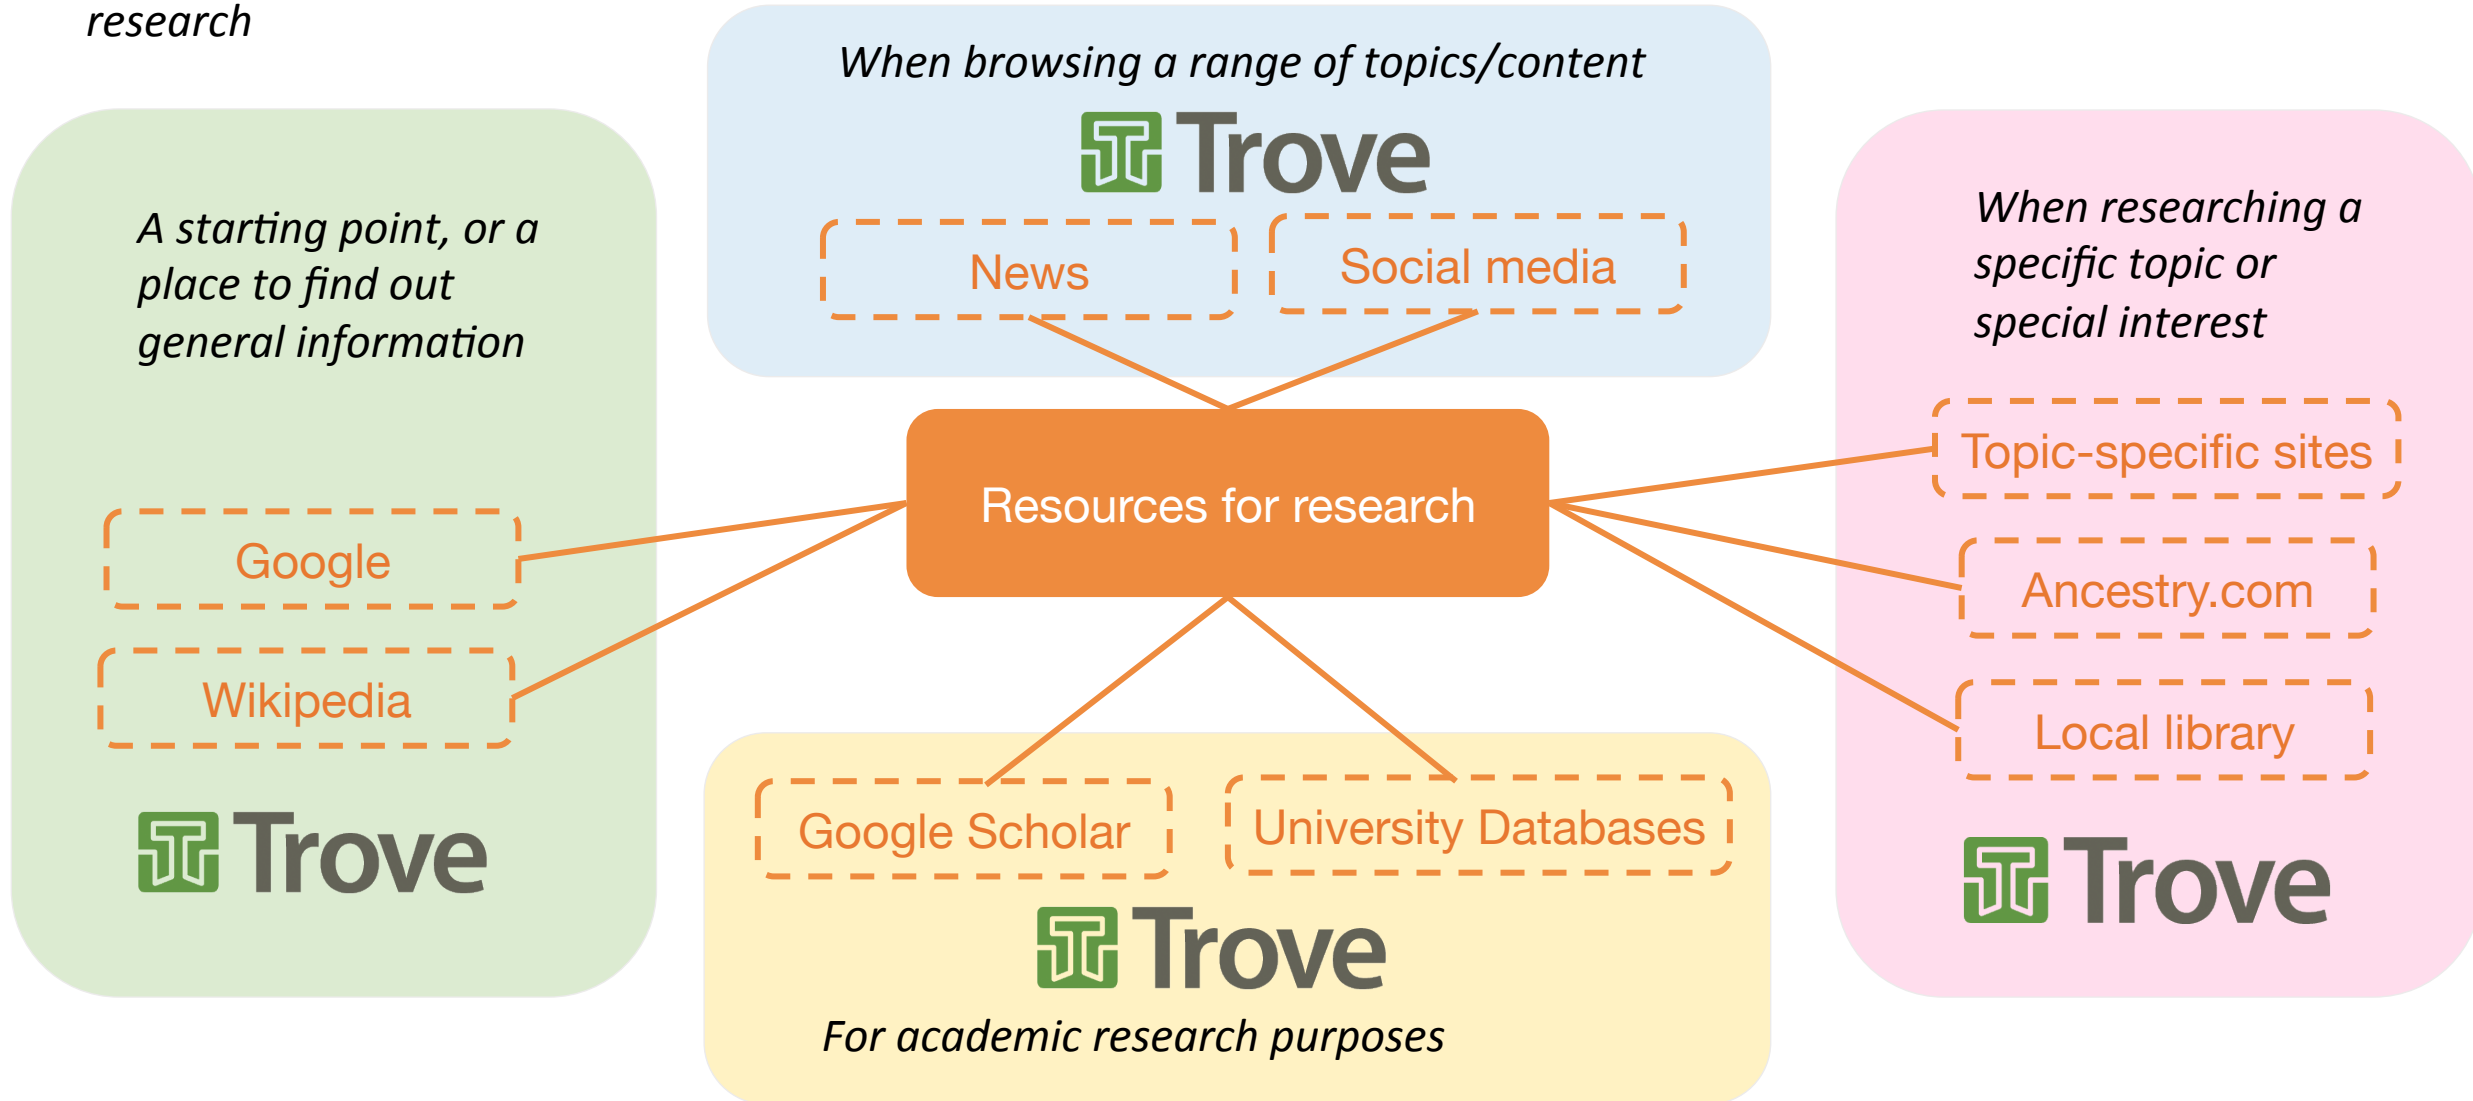 research
When browsing a range of topics/content
Trove
News
Social media
A starting point, or a
place to find out
general information
Google
Wikipedia
Trove
Resources for research
When researching a
specific topic or
special interest
Topic-specific sites
Ancestry.com
Local library
Trove
Google Scholar
University Databases
Trove
For academic research purposes